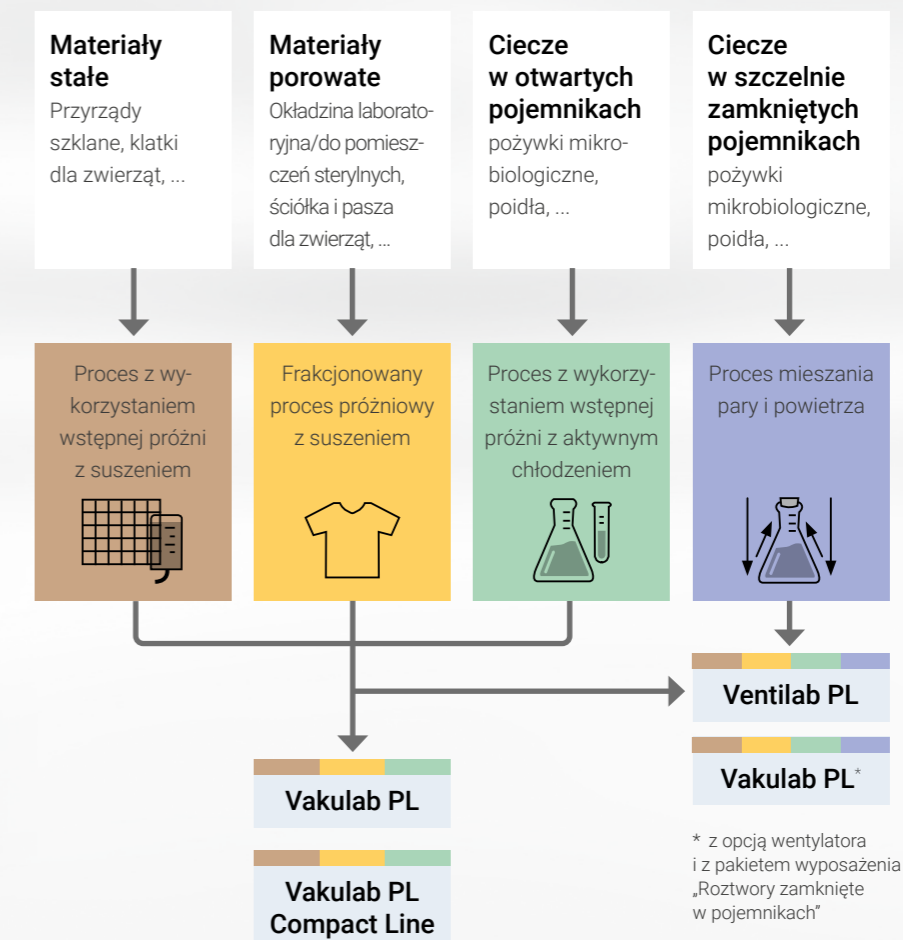 Materiały
stałe
Przyrządy
szklane, klatki
dla zwierząt, ...
Materiały
porowate
Okładzina laborato-
ryjna/do pomiesz-
czeń sterylnych,
ściółka i pasza
dla zwierząt, ...
Ciecze
w otwartych
pojemnikach
pożywki mikro-
biologiczne,
poidła, ...
Ciecze
w szczelnie
zamkniętych
pojemnikach
pożywki
mikrobiologiczne,
poidła, ...
Proces z wy-
korzystaniem
wstępnej próżni
z suszeniem
Frakcjonowany
proces próżniowy
z suszeniem
Proces z wykorzy-
staniem wstępnej
próżni z aktywnym
chłodzeniem
Proces mieszania
pary i powietrza
Ventilab PL
Vakulab PL*
* z opcją wentylatora
i z pakietem wyposażenia
„Roztwory zamknięte
w pojemnikach”
Vakulab PL
Vakulab PL
Compact Line